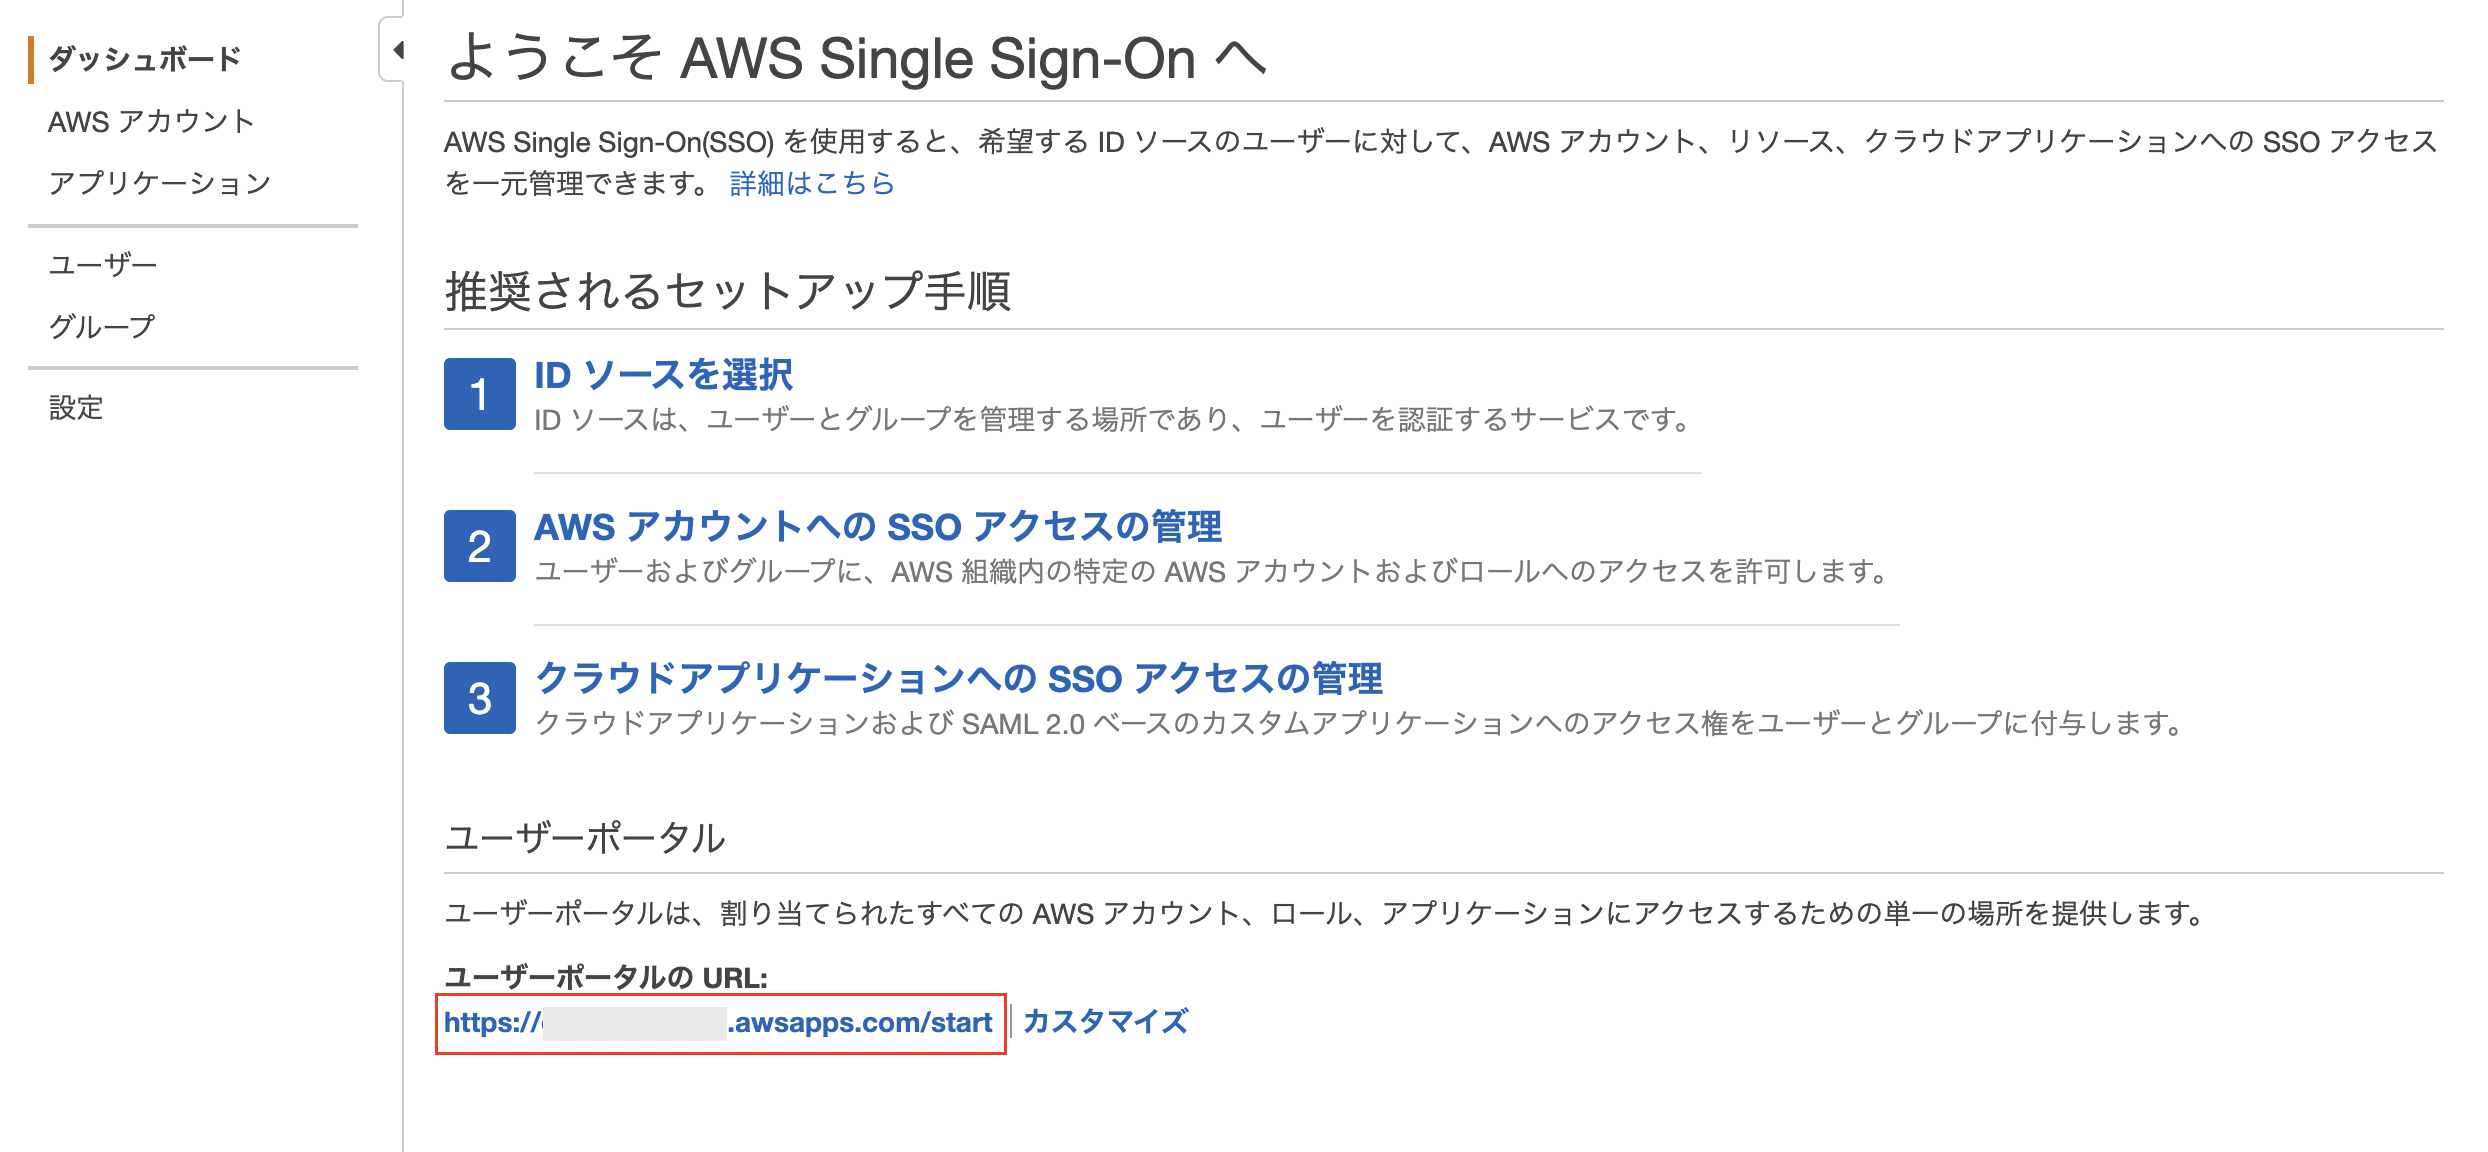 ダッシュボード
AWS アカウント
アプリケーション
ユーザー
グループ
設定
ようこそ AWS Single Sign-On へ
AWS Single Sign-On(SSO) を使用すると、希望する ID ソースのユーザーに対して、AWS アカウント、リソース、クラウドアプリケーションへの SSO アクセス
を一元管理できます。 詳細はこちら
推奨されるセットアップ手順
1
ID ソースを選択
ID ソースは、ユーザーとグループを管理する場所であり、ユーザーを認証するサービスです。
2
AWS アカウントへの SSO アクセスの管理
ユーザーおよびグループに、AWS 組織内の特定の AWS アカウントおよびロールへのアクセスを許可します。
3
クラウドアプリケーションへの SSO アクセスの管理
クラウドアプリケーションおよび SAML 2.0 ベースのカスタムアプリケーションへのアクセス権をユーザーとグループに付与します。
ユーザーポータル
ユーザーポータルは、割り当てられたすべての AWS アカウント、ロール、アプリケーションにアクセスするための単一の場所を提供します。
ユーザーポータルの URL:
https:// .awsapps.com/start カスタマイズ